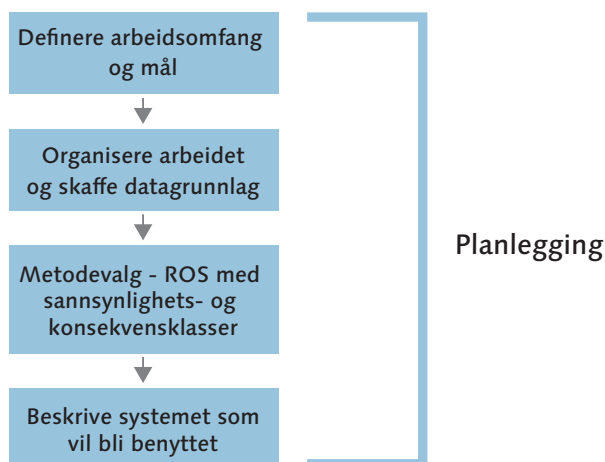 Definere arbeidsomfang
og mål
Organisere arbeidet
og skaffe datagrunnlag
Metodevalg - ROS med
sannsynlighets- og
konsekvensklasser
Beskrive systemet som
vil bli benyttet
Planlegging